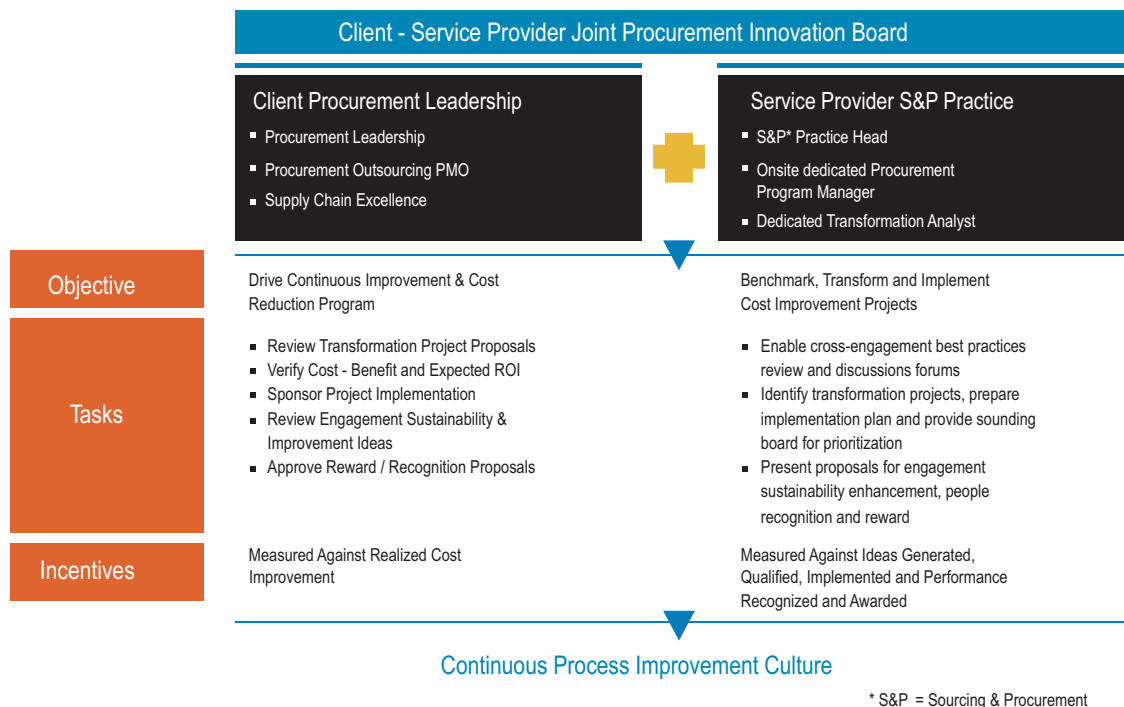 Client - Service Provider Joint Procurement Innovation Board
Client Procurement Leadership
Procurement Leadership
Procurement Outsourcing PMO
Supply Chain Excellence
Service Provider S&P Practice
S&P* Practice Head
Onsite dedicated Procurement
Program Manager
Dedicated Transformation Analyst
Objective
Drive Continuous Improvement & Cost
Reduction Program
Benchmark, Transform and Implement
Cost Improvement Projects
Tasks
Review Transformation Project Proposals
Verify Cost - Benefit and Expected ROI
Sponsor Project Implementation
Review Engagement Sustainability &
Improvement Ideas
Approve Reward / Recognition Proposals
Enable cross-engagement best practices
review and discussions forums
Identify transformation projects, prepare
implementation plan and provide sounding
board for prioritization
Present proposals for engagement
sustainability enhancement, people
recognition and reward
Incentives
Measured Against Realized Cost
Improvement
Measured Against Ideas Generated,
Qualified, Implemented and Performance
Recognized and Awarded
Continuous Process Improvement Culture
* S&P = Sourcing & Procurement